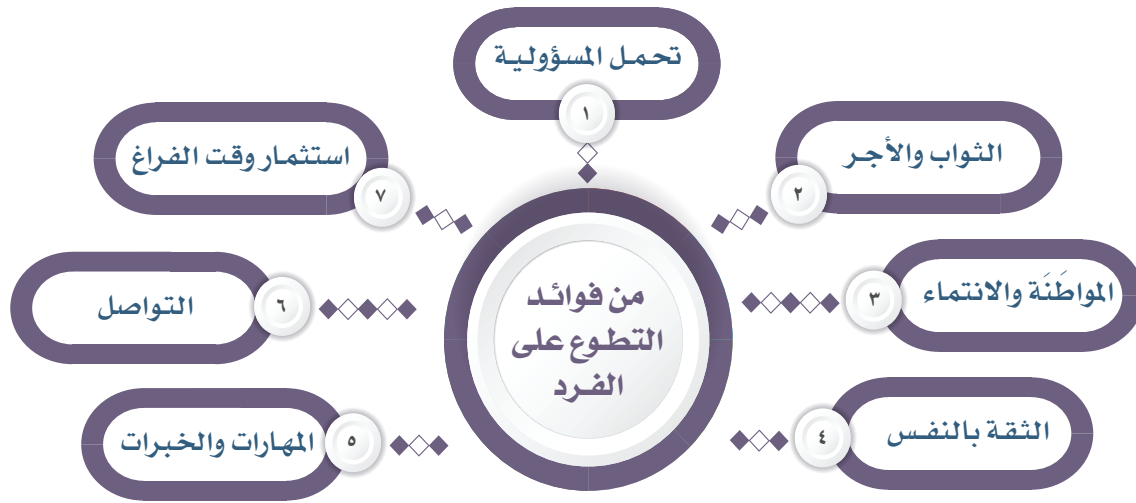 من فوائد
التطوع على
الفرد
١
تحمل المسؤولية
٢
الثواب والأجر
٣
المواطَنَة والانتماء
٤
الثقة بالنفس
٥
المهارات والخبرات
٦
التواصل
٧
استثمار وقت الفراغ